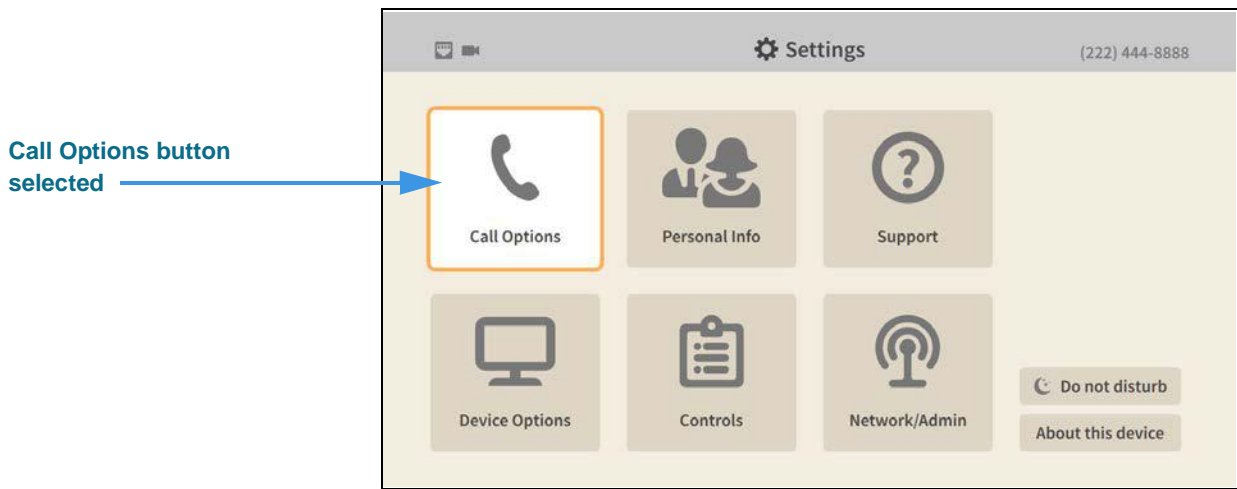 Settings
(222) 444-8888
Call Options button
selected
Call Options
Personal Info
Support
Device Options
Controls
Network/Admin
Do not disturb
About this device